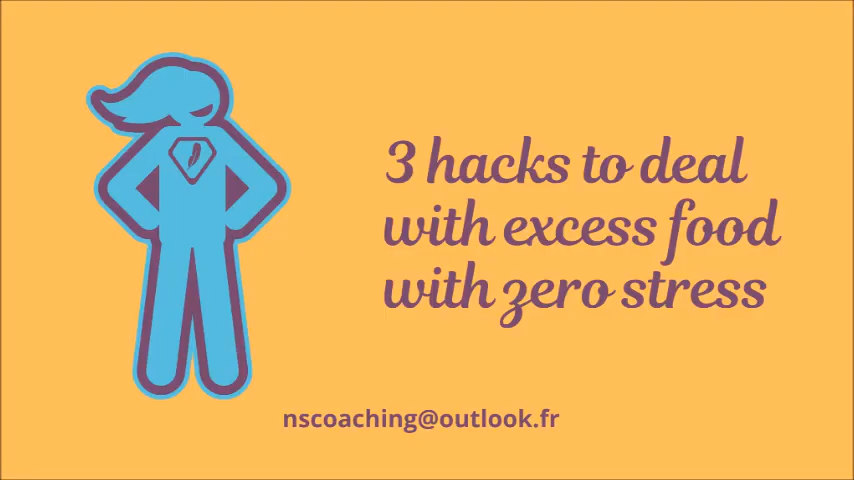 3 hacks to deal
with excess food
with zero stress
nscoaching@outlook.fr